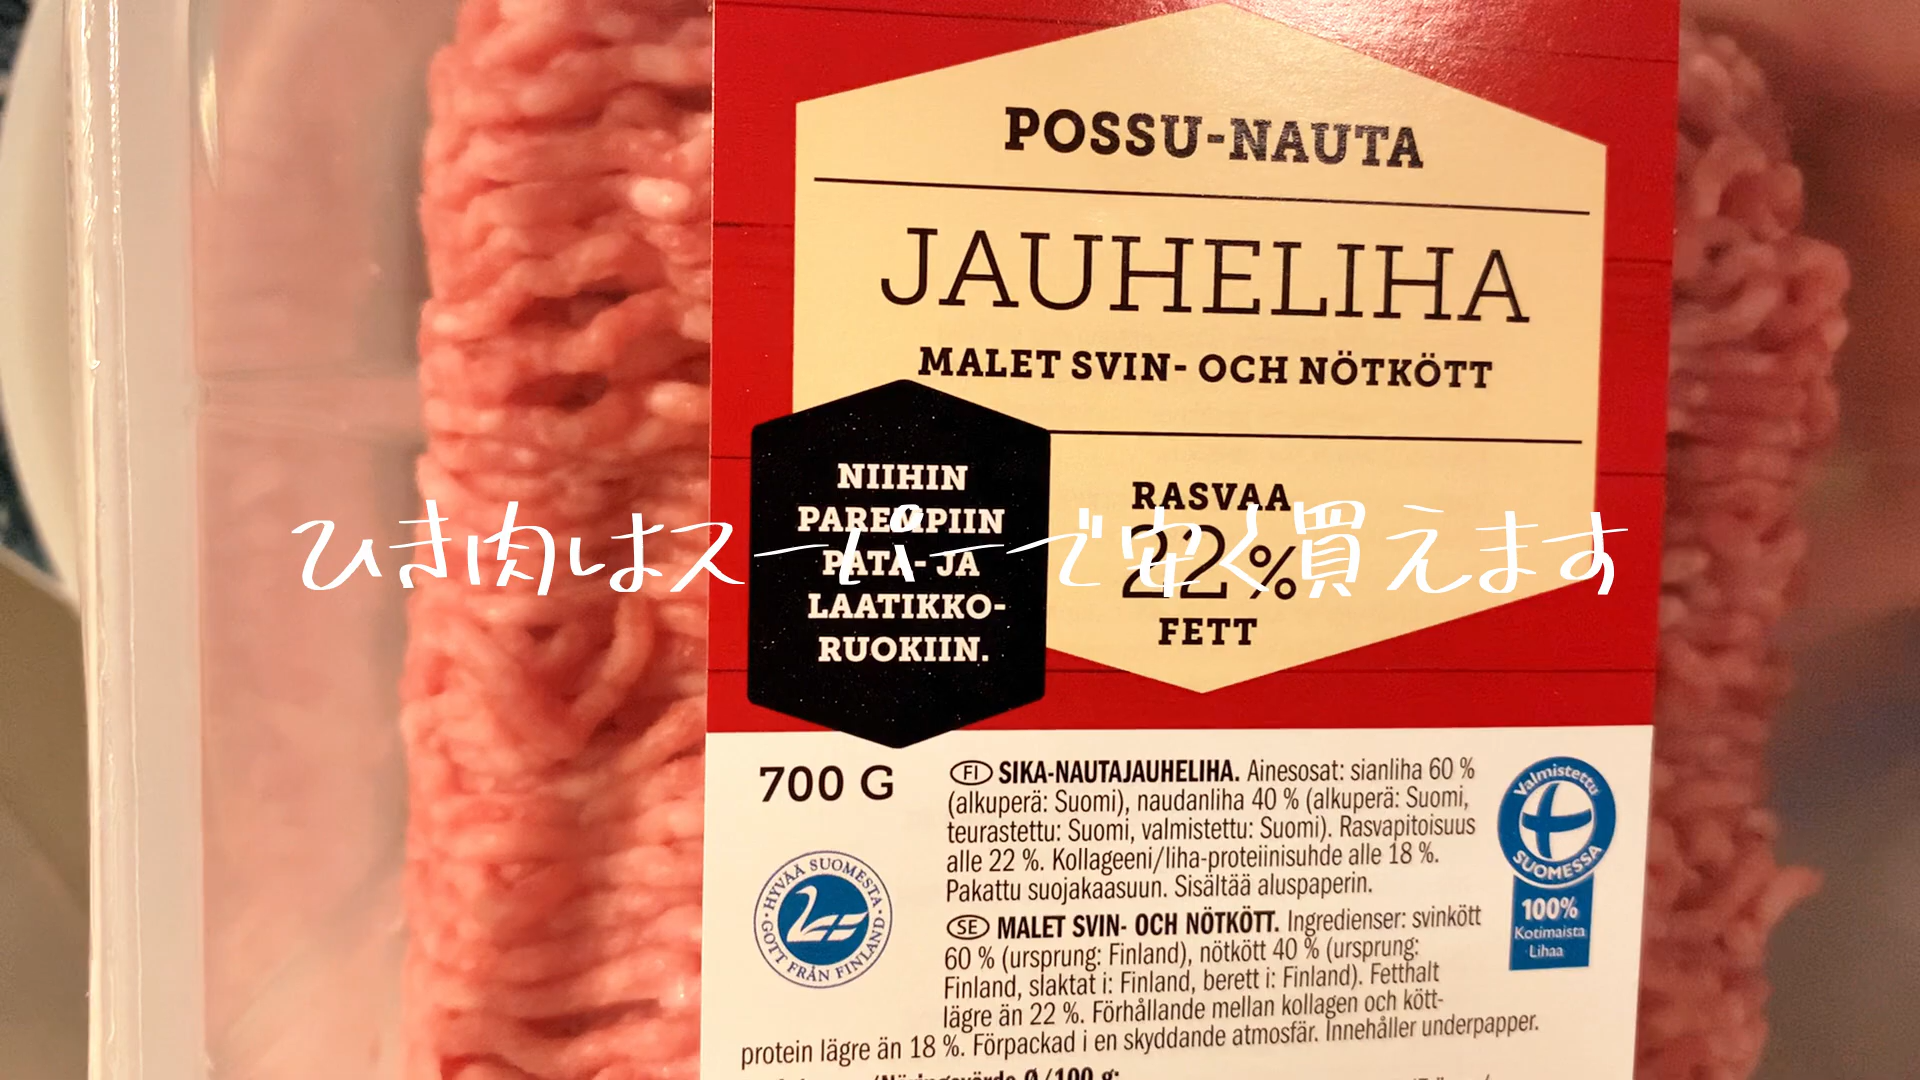 POSSU-NAUTA
JAUHELIHA
MALET SVIN- OCH NÖTKÖTT
NIIHIN
PAREMPIIN
PATA- JA
LAATIKKO-
RUOKIIN.
RASVAA
22%
FETT
ひき肉はスーパーで安く買えます
700 G
FI SIKA-NAUTAJAUHELIHA. Ainesosat: sianliha 60 %
(alkuperä: Suomi), naudanliha 40 % (alkuperä: Suomi,
teurastettu: Suomi, valmistettu: Suomi). Rasvapitoisuus
alle 22 %. Kollageeni/liha-proteiinisuhde alle 18 %.
Pakattu suojakaasuun. Sisältää aluspaperin.
SE MALET SVIN- OCH NÖTKÖTT. Ingredienser: svinkött
60 % (ursprung: Finland), nötkött 40 % (ursprung:
Finland, slaktat i: Finland, berett i: Finland). Fetthalt
lägre än 22 %. Förhållande mellan kollagen och kött-
protein lägre än 18 %. Förpackad i en skyddande atmosfär. Innehåller underpapper.
HYVÄÄ SUOMESTA
GOTT FRÅN FINLAND
Valmistettu
SUOMESSA
100%
Kotimaista
Lihaa